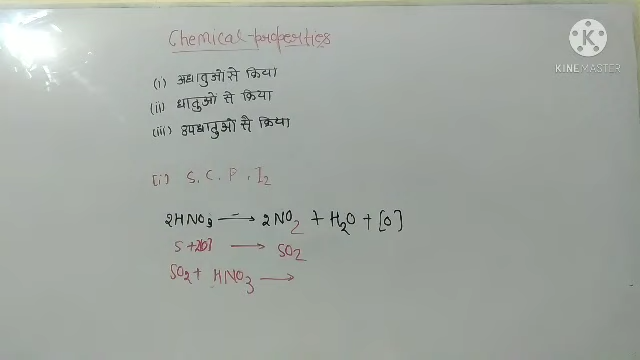 KINEMASTER
Chemical properties
(i) अधातुओं से क्रिया
(ii) धातुओं से क्रिया
(iii) उपधातुओं से क्रिया
(i) S, C, P, I₂
2HNO₃ → 2NO₂ + H₂O + [O]
S + 2[O] → SO₂
SO₂ + HNO₃ →